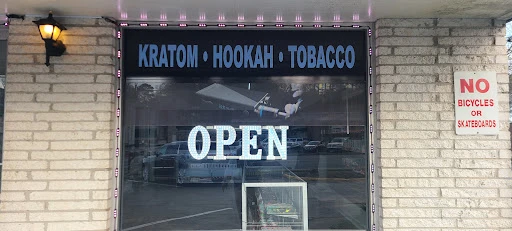 KRATOM • HOOKAH • TOBACCO
OPEN
NO
BICYCLES
OR
SKATEBOARDS